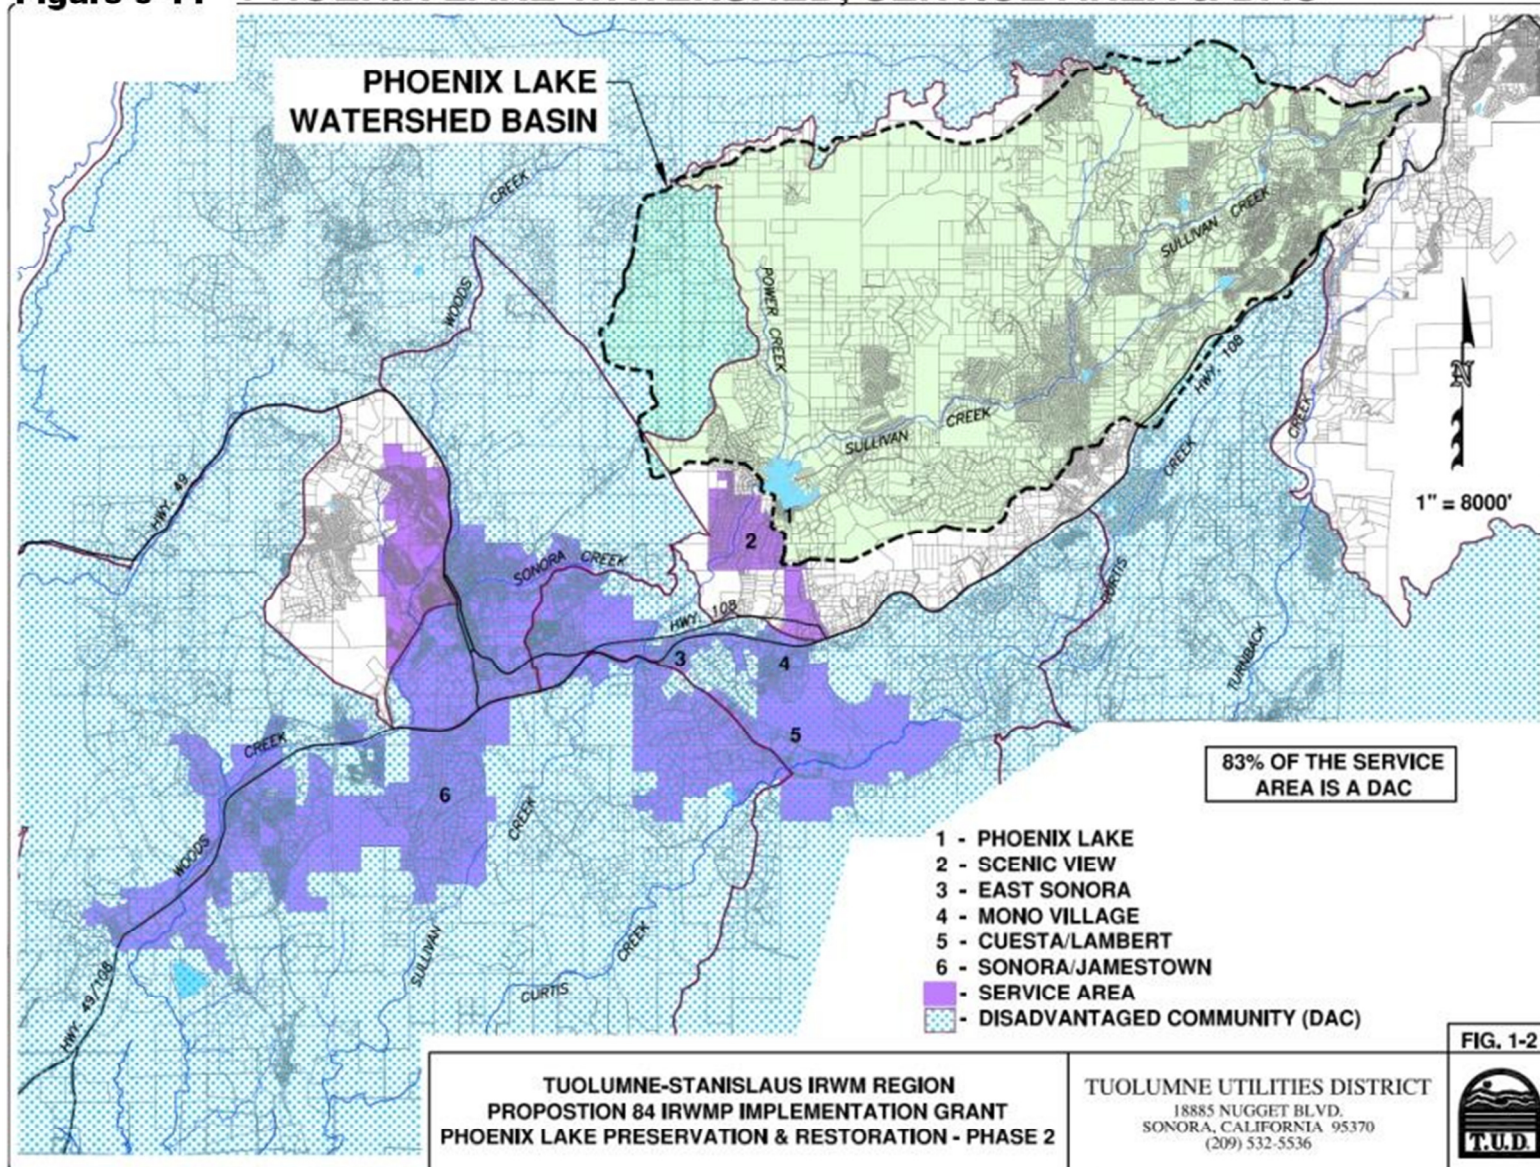 PHOENIX LAKE
WATERSHED BASIN
CREEK
WOODS
POWER CREEK
SULLIVAN CREEK
SULLIVAN CREEK
HWY. 108
CREEK
CREEK
N
1" = 8000'
HWY. 49
1
2
SONORA CREEK
HWY. 108
3
4
CURTIS
TURNBACK
5
CREEK
6
CREEK
WOODS
83% OF THE SERVICE
AREA IS A DAC
1 - PHOENIX LAKE
2 - SCENIC VIEW
3 - EAST SONORA
4 - MONO VILLAGE
5 - CUESTA/LAMBERT
6 - SONORA/JAMESTOWN
- SERVICE AREA
- DISADVANTAGED COMMUNITY (DAC)
SULLIVAN
CREEK
CURTIS
HWY. 49/108
FIG. 1-2
TUOLUMNE-STANISLAUS IRWM REGION
PROPOSTION 84 IRWMP IMPLEMENTATION GRANT
PHOENIX LAKE PRESERVATION & RESTORATION - PHASE 2
TUOLUMNE UTILITIES DISTRICT
18885 NUGGET BLVD.
SONORA, CALIFORNIA 95370
(209) 532-5536
T.U.D.